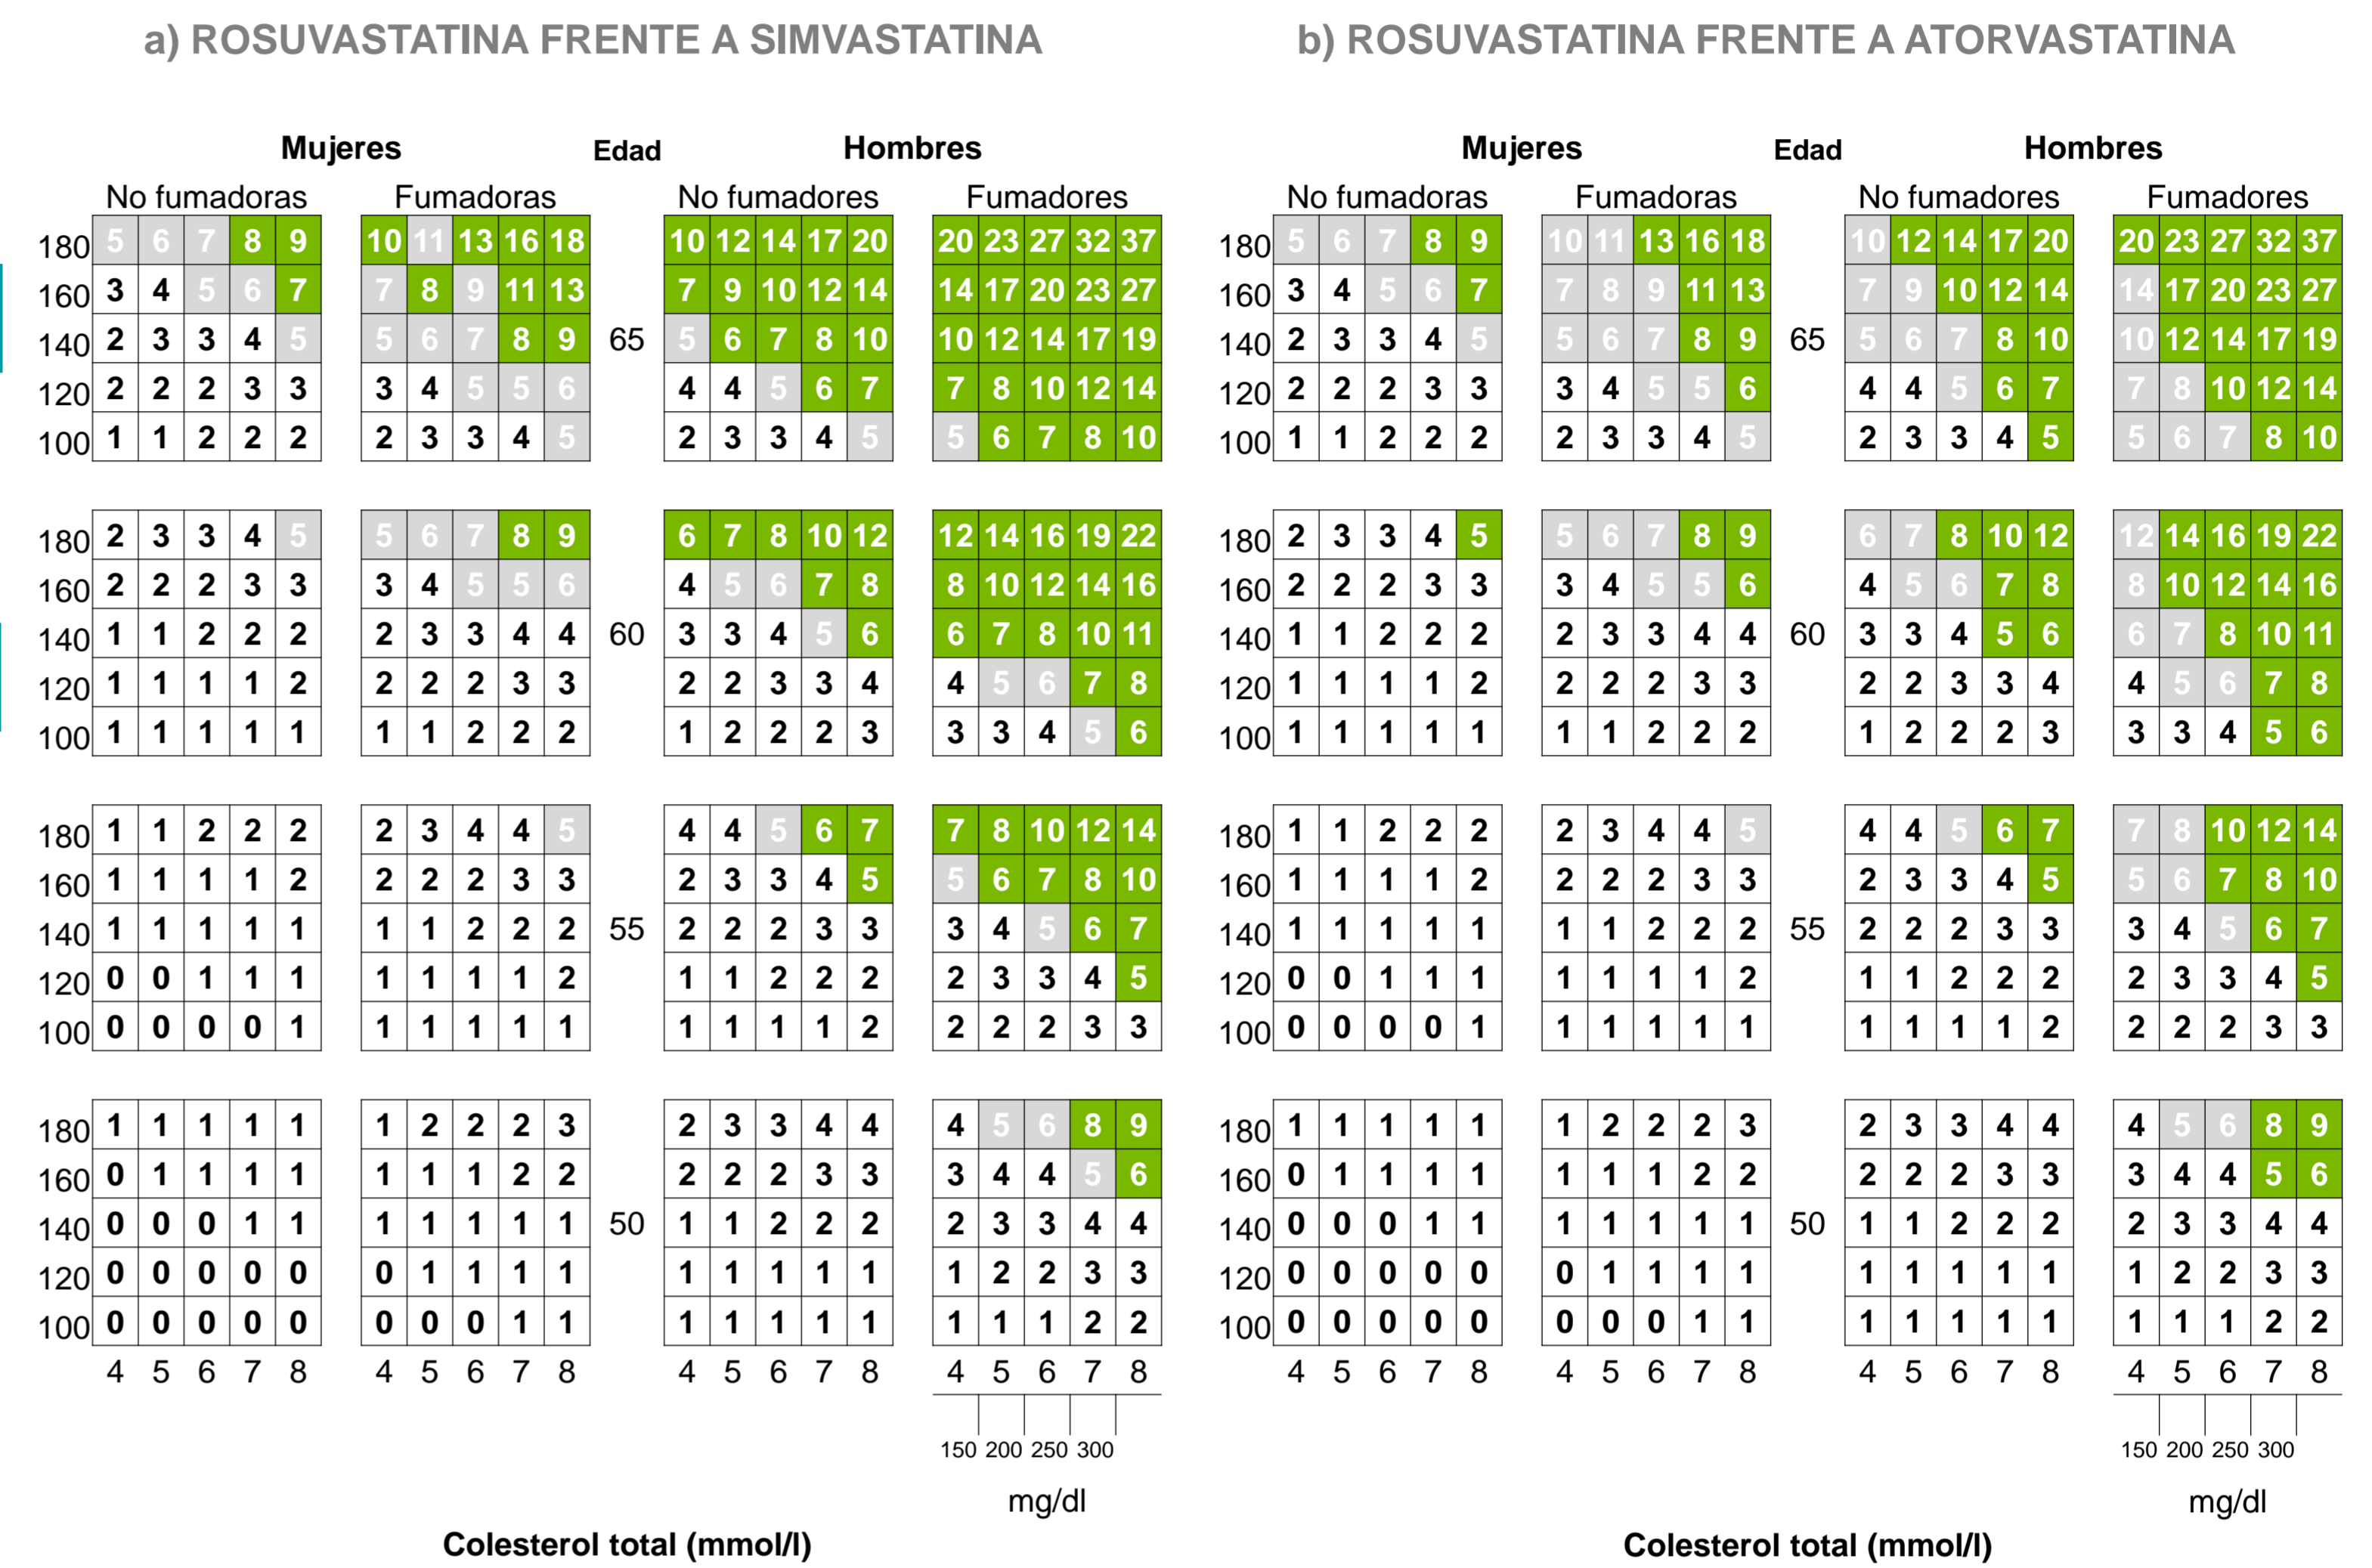 a) ROSUVASTATINA FRENTE A SIMVASTATINA b) ROSUVASTATINA FRENTE A ATORVASTATINA
Mujeres Edad Hombres Mujeres Edad Hombres
No fumadoras Fumadoras No fumadores Fumadores No fumadoras Fumadoras No fumadores Fumadores
180 5 6 7 8 9 10 11 13 16 18 10 12 14 17 20 20 23 27 32 37 180 5 6 7 8 9 10 11 13 16 18 10 12 14 17 20 20 23 27 32 37
160 3 4 5 6 7 7 8 9 11 13 7 9 10 12 14 14 17 20 23 27 160 3 4 5 6 7 7 8 9 11 13 7 9 10 12 14 14 17 20 23 27
140 2 3 3 4 5 5 6 7 8 9 65 5 6 7 8 10 10 12 14 17 19 140 2 3 3 4 5 5 6 7 8 9 65 5 6 7 8 10 10 12 14 17 19
120 2 2 2 3 3 3 4 5 5 6 4 4 5 6 7 7 8 10 12 14 120 2 2 2 3 3 3 4 5 5 6 4 4 5 6 7 7 8 10 12 14
100 1 1 2 2 2 2 3 3 4 5 2 3 3 4 5 5 6 7 8 10 100 1 1 2 2 2 2 3 3 4 5 2 3 3 4 5 5 6 7 8 10
180 2 3 3 4 5 5 6 7 8 9 6 7 8 10 12 12 14 16 19 22 180 2 3 3 4 5 5 6 7 8 9 6 7 8 10 12 12 14 16 19 22
160 2 2 2 3 3 3 4 5 5 6 4 5 6 7 8 8 10 12 14 16 160 2 2 2 3 3 3 4 5 5 6 4 5 6 7 8 8 10 12 14 16
140 1 1 2 2 2 2 3 3 4 4 60 3 3 4 5 6 6 7 8 10 11 140 1 1 2 2 2 2 3 3 4 4 60 3 3 4 5 6 6 7 8 10 11
120 1 1 1 1 2 2 2 2 3 3 2 2 3 3 4 4 5 6 7 8 120 1 1 1 1 2 2 2 2 3 3 2 2 3 3 4 4 5 6 7 8
100 1 1 1 1 1 1 1 2 2 2 1 2 2 2 3 3 3 4 5 6 100 1 1 1 1 1 1 1 2 2 2 1 2 2 2 3 3 3 4 5 6
180 1 1 2 2 2 2 3 4 4 5 4 4 5 6 7 7 8 10 12 14 180 1 1 2 2 2 2 3 4 4 5 4 4 5 6 7 7 8 10 12 14
160 1 1 1 1 2 2 2 2 3 3 2 3 3 4 5 5 6 7 8 10 160 1 1 1 1 2 2 2 2 3 3 2 3 3 4 5 5 6 7 8 10
140 1 1 1 1 1 1 1 2 2 2 55 2 2 2 3 3 3 4 5 6 7 140 1 1 1 1 1 1 1 2 2 2 55 2 2 2 3 3 3 4 5 6 7
120 0 0 1 1 1 1 1 1 1 2 1 1 2 2 2 2 3 3 4 5 120 0 0 1 1 1 1 1 1 1 2 1 1 2 2 2 2 3 3 4 5
100 0 0 0 0 1 1 1 1 1 1 1 1 1 1 2 2 2 2 3 3 100 0 0 0 0 1 1 1 1 1 1 1 1 1 1 2 2 2 2 3 3
180 1 1 1 1 1 1 2 2 2 3 2 3 3 4 4 4 5 6 8 9 180 1 1 1 1 1 1 2 2 2 3 2 3 3 4 4 4 5 6 8 9
160 0 1 1 1 1 1 1 1 2 2 2 2 2 3 3 3 4 4 5 6 160 0 1 1 1 1 1 1 1 2 2 2 2 2 3 3 3 4 4 5 6
140 0 0 0 1 1 1 1 1 1 1 50 1 1 2 2 2 2 3 3 4 4 140 0 0 0 1 1 1 1 1 1 1 50 1 1 2 2 2 2 3 3 4 4
120 0 0 0 0 0 0 1 1 1 1 1 1 1 1 1 1 2 2 3 3 120 0 0 0 0 0 0 1 1 1 1 1 1 1 1 1 1 2 2 3 3
100 0 0 0 0 0 0 0 0 1 1 1 1 1 1 1 1 1 1 2 2 100 0 0 0 0 0 0 0 0 1 1 1 1 1 1 1 1 1 1 2 2
4 5 6 7 8 4 5 6 7 8 4 5 6 7 8 4 5 6 7 8 4 5 6 7 8 4 5 6 7 8 4 5 6 7 8 4 5 6 7 8
150 200 250 300 150 200 250 300
mg/dl mg/dl
Colesterol total (mmol/l) Colesterol total (mmol/l)